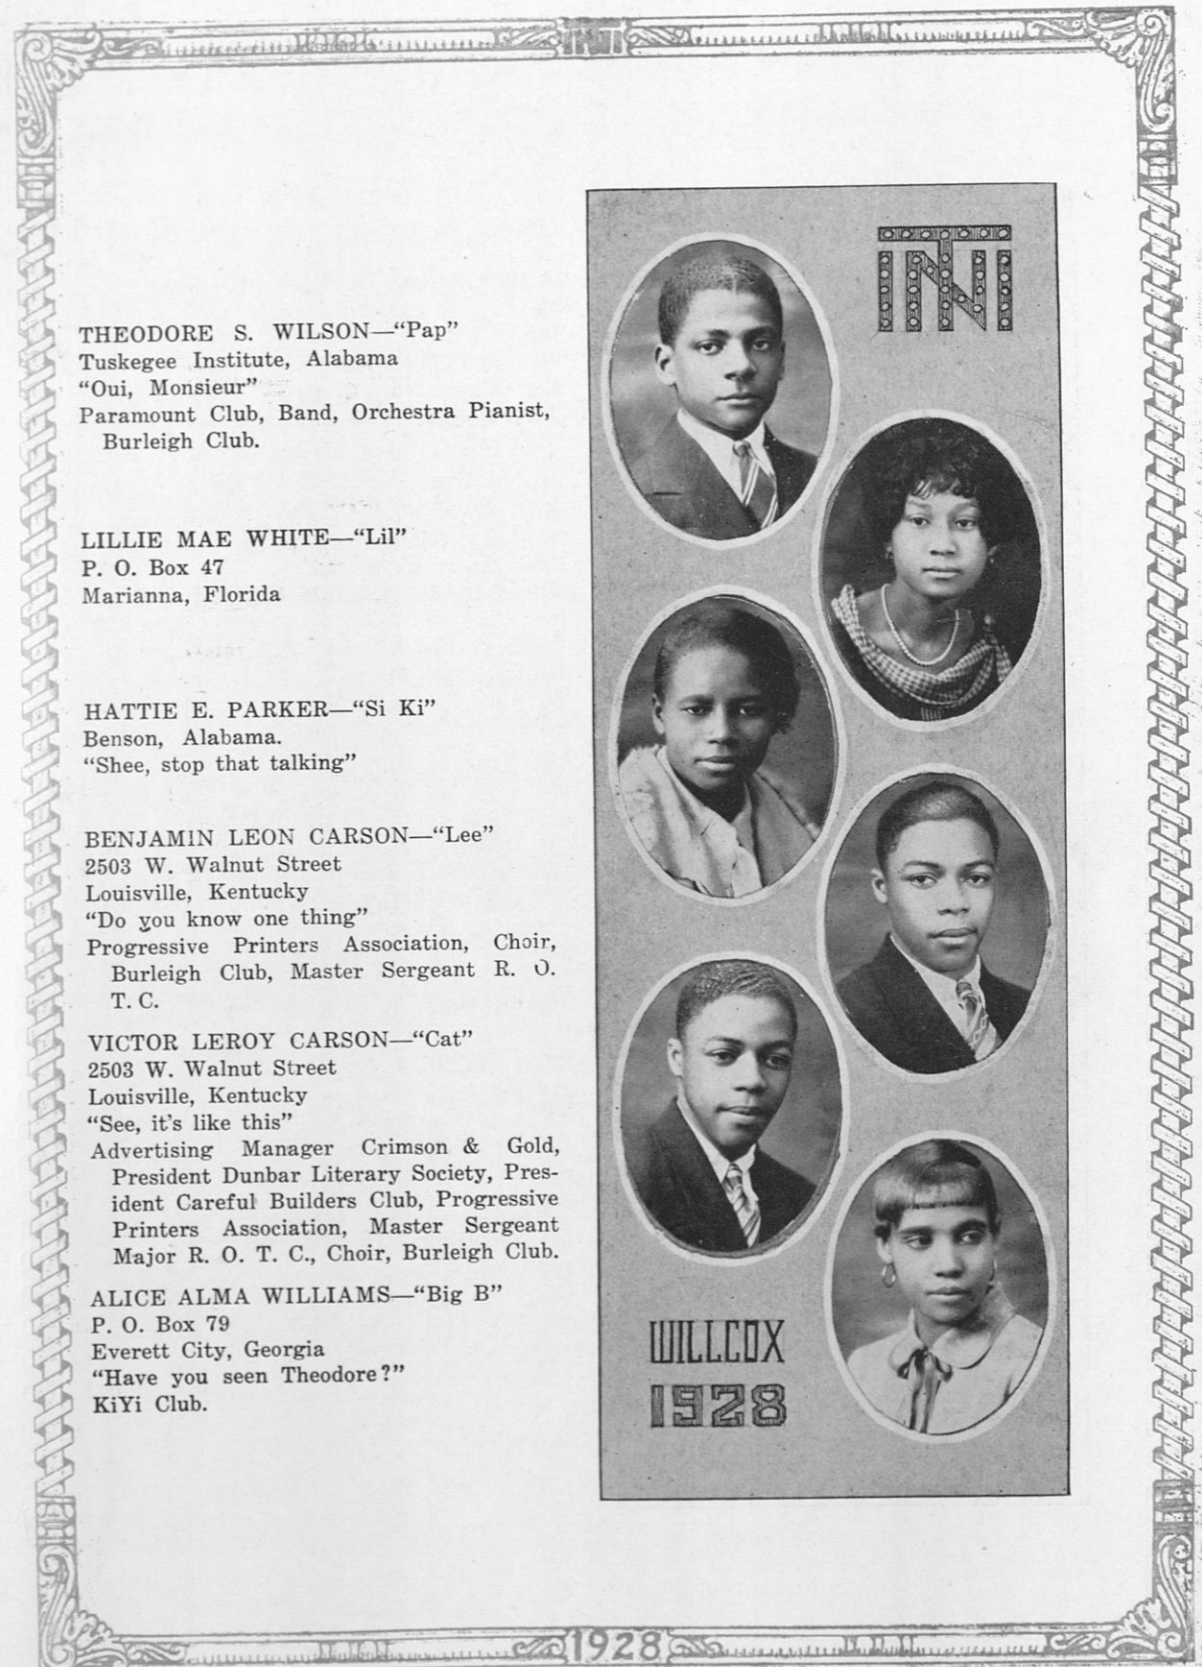 THEODORE S. WILSON—“Pap”
Tuskegee Institute, Alabama
“Oui, Monsieur”
Paramount Club, Band, Orchestra Pianist,
Burleigh Club.
LILLIE MAE WHITE—“Lil”
P. O. Box 47
Marianna, Florida
HATTIE E. PARKER—“Si Ki”
Benson, Alabama.
“Shee, stop that talking”
BENJAMIN LEON CARSON—“Lee”
2503 W. Walnut Street
Louisville, Kentucky
“Do you know one thing”
Progressive Printers Association, Choir,
Burleigh Club, Master Sergeant R. O.
T. C.
VICTOR LEROY CARSON—“Cat”
2503 W. Walnut Street
Louisville, Kentucky
“See, it's like this”
Advertising Manager Crimson & Gold,
President Dunbar Literary Society, Pres-
ident Careful Builders Club, Progressive
Printers Association, Master Sergeant
Major R. O. T. C., Choir, Burleigh Club.
ALICE ALMA WILLIAMS—“Big B”
P. O. Box 79
Everett City, Georgia
“Have you seen Theodore?”
KiYi Club.
WILLCOX
1928
1928